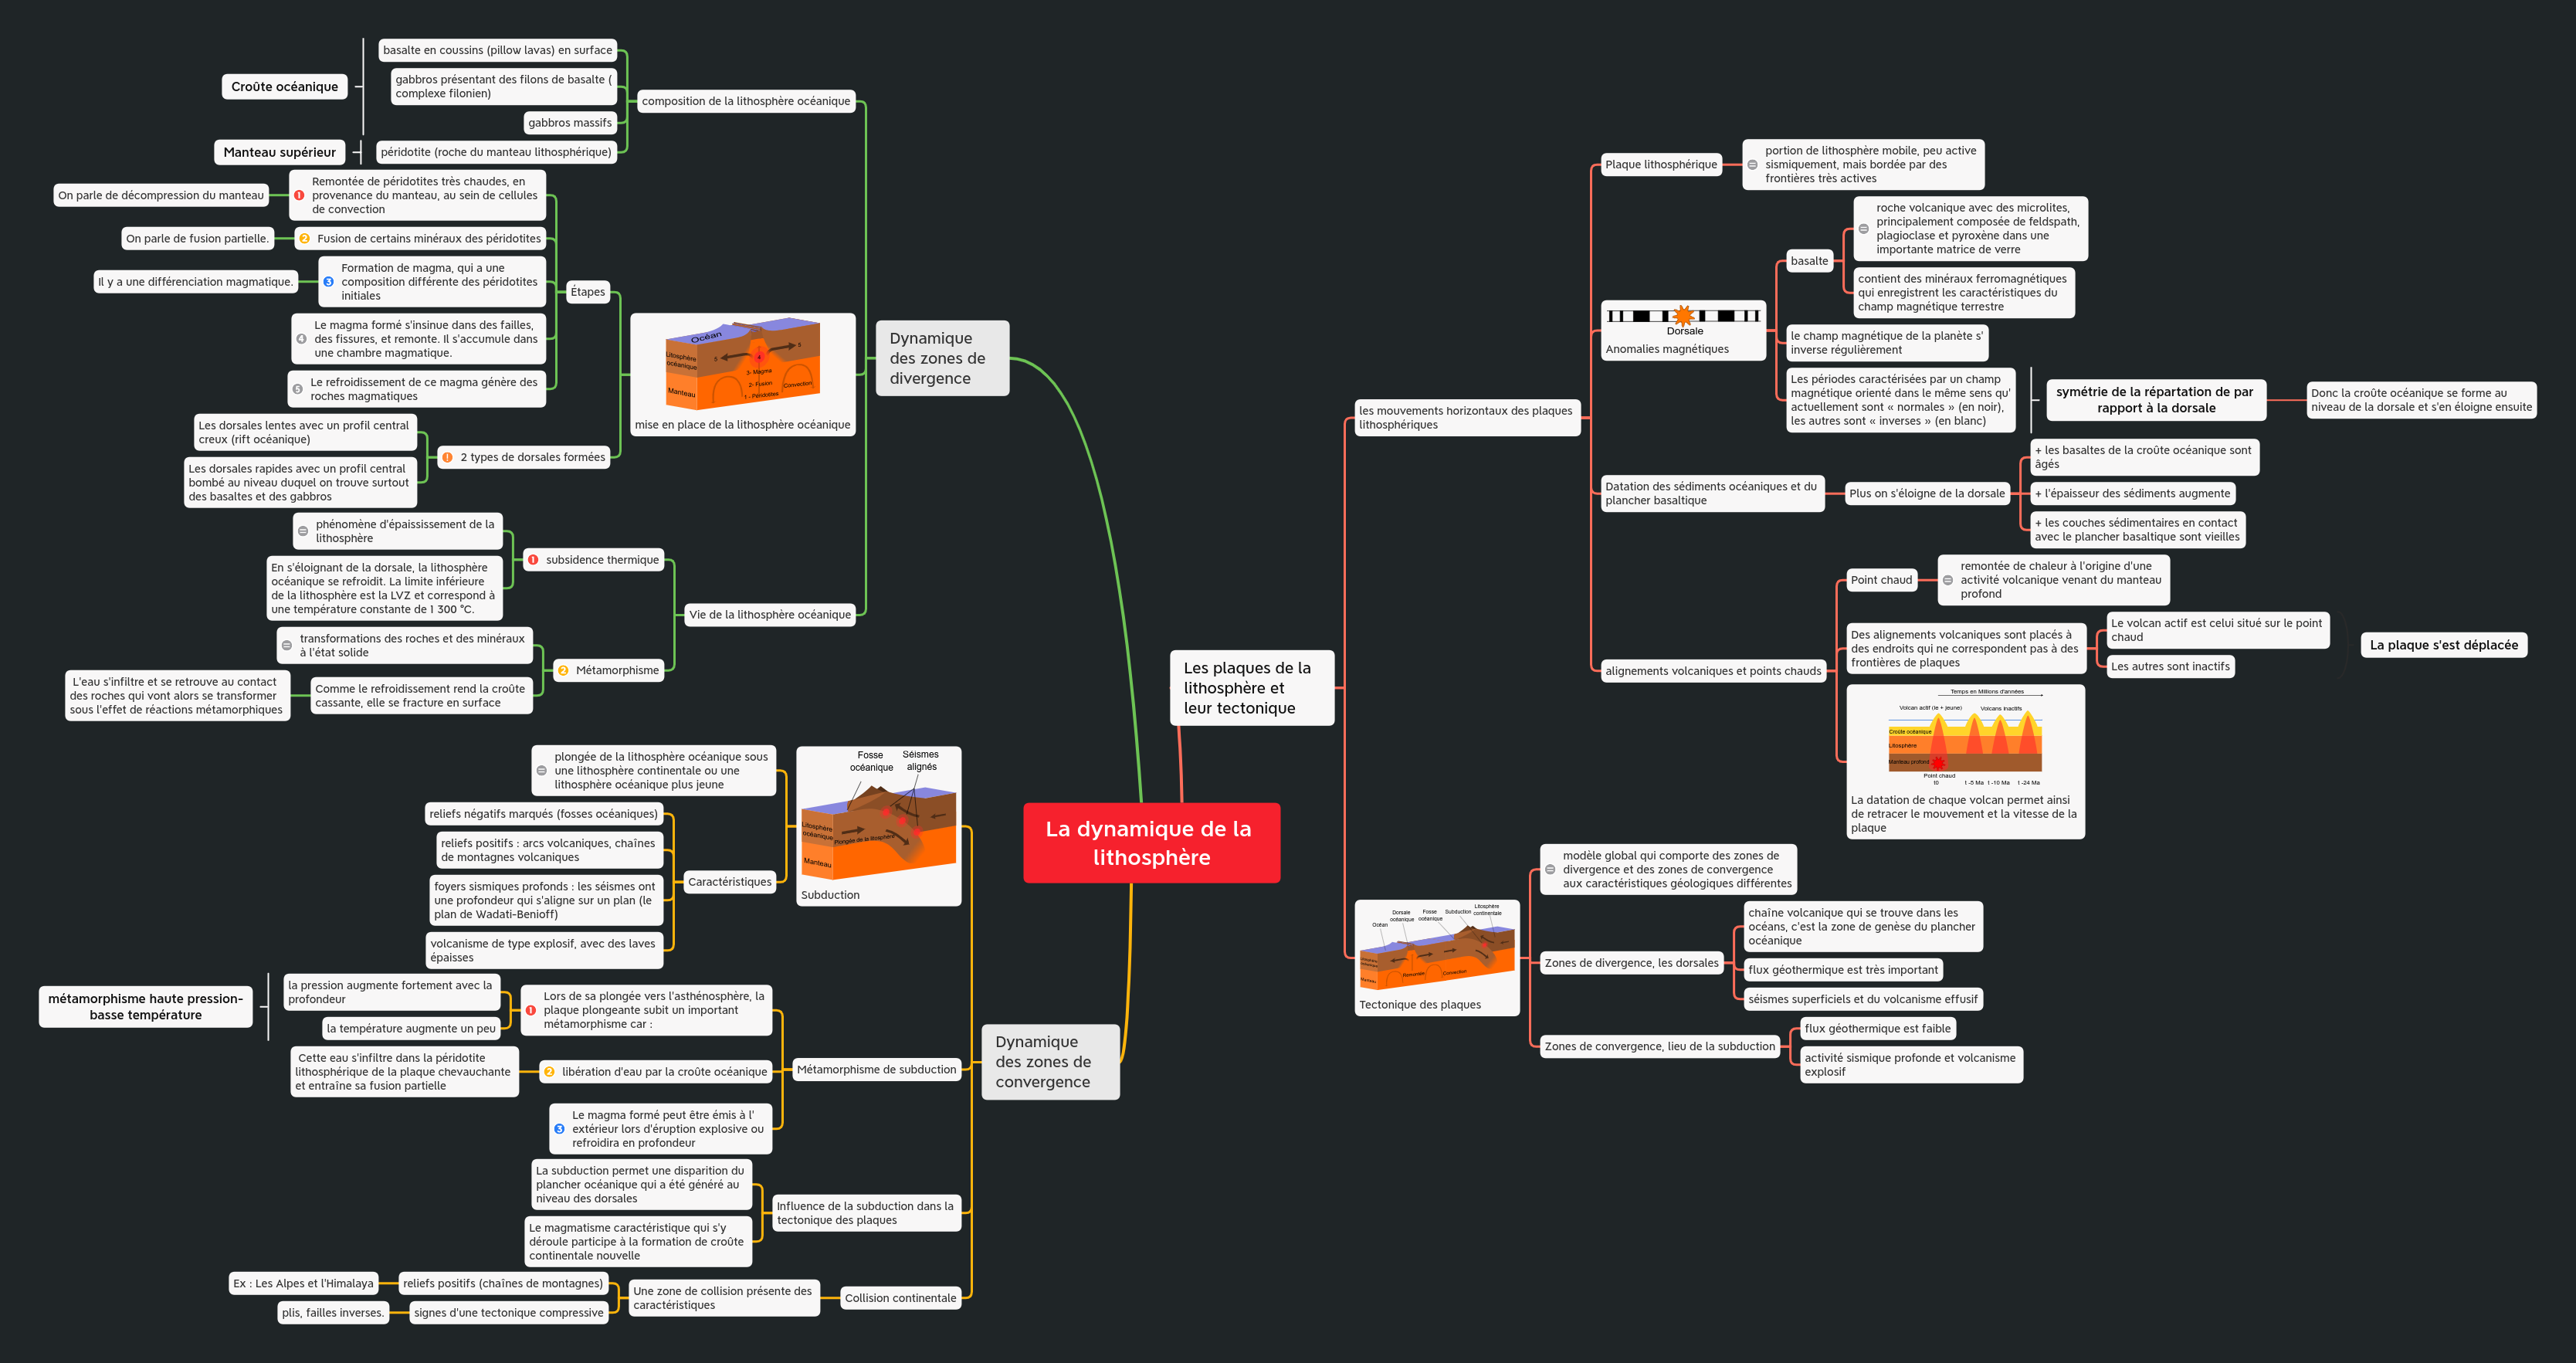 La dynamique de la
lithosphère
Les plaques de la
lithosphère et
leur tectonique
les mouvements horizontaux des plaques
lithosphériques
Plaque lithosphérique
portion de lithosphère mobile, peu active
sismiquement, mais bordée par des
frontières très actives
Dorsale
Anomalies magnétiques
basalte
roche volcanique avec des microlites,
principalement composée de feldspath,
plagioclase et pyroxène dans une
importante matrice de verre
contient des minéraux ferromagnétiques
qui enregistrent les caractéristiques du
champ magnétique terrestre
le champ magnétique de la planète s'
inverse régulièrement
Les périodes caractérisées par un champ
magnétique orienté dans le même sens qu'
actuellement sont « normales » (en noir),
les autres sont « inverses » (en blanc)
symétrie de la répartation de par
rapport à la dorsale
Donc la croûte océanique se forme au
niveau de la dorsale et s'en éloigne ensuite
Datation des sédiments océaniques et du
plancher basaltique
Plus on s'éloigne de la dorsale
+ les basaltes de la croûte océanique sont
âgés
+ l'épaisseur des sédiments augmente
+ les couches sédimentaires en contact
avec le plancher basaltique sont vieilles
alignements volcaniques et points chauds
Point chaud
remontée de chaleur à l'origine d'une
activité volcanique venant du manteau
profond
Des alignements volcaniques sont placés à
des endroits qui ne correspondent pas à des
frontières de plaques
Le volcan actif est celui situé sur le point
chaud
Les autres sont inactifs
La plaque s'est déplacée
Temps en Millions d'années
Volcan actif (le + jeune)
Volcans inactifs
Croûte océanique
Litosphère
Manteau profond
Point chaud
t0
t -5 Ma
t -10 Ma
t -24 Ma
La datation de chaque volcan permet ainsi
de retracer le mouvement et la vitesse de la
plaque
Océan
Dorsale
océanique
Fosse
océanique
Subduction
Litosphère
continentale
Manteau
Remontée
Convection
Tectonique des plaques
modèle global qui comporte des zones de
divergence et des zones de convergence
aux caractéristiques géologiques différentes
Zones de divergence, les dorsales
chaîne volcanique qui se trouve dans les
océans, c'est la zone de genèse du plancher
océanique
flux géothermique est très important
séismes superficiels et du volcanisme effusif
Zones de convergence, lieu de la subduction
flux géothermique est faible
activité sismique profonde et volcanisme
explosif
Dynamique
des zones de
divergence
composition de la lithosphère océanique
basalte en coussins (pillow lavas) en surface
gabbros présentant des filons de basalte (
complexe filonien)
gabbros massifs
Croûte océanique
péridotite (roche du manteau lithosphérique)
Manteau supérieur
Océan
Litosphère
océanique
Manteau
5
5
4
3- Magma
2- Fusion
1 - Péridotites
Convection
mise en place de la lithosphère océanique
Étapes
1
Remontée de péridotites très chaudes, en
provenance du manteau, au sein de cellules
de convection
On parle de décompression du manteau
2
Fusion de certains minéraux des péridotites
On parle de fusion partielle.
3
Formation de magma, qui a une
composition différente des péridotites
initiales
Il y a une différenciation magmatique.
4
Le magma formé s'insinue dans des failles,
des fissures, et remonte. Il s'accumule dans
une chambre magmatique.
5
Le refroidissement de ce magma génère des
roches magmatiques
2 types de dorsales formées
Les dorsales lentes avec un profil central
creux (rift océanique)
Les dorsales rapides avec un profil central
bombé au niveau duquel on trouve surtout
des basaltes et des gabbros
Vie de la lithosphère océanique
1
subsidence thermique
phénomène d'épaississement de la
lithosphère
En s'éloignant de la dorsale, la lithosphère
océanique se refroidit. La limite inférieure
de la lithosphère est la LVZ et correspond à
une température constante de 1 300 °C.
2
Métamorphisme
transformations des roches et des minéraux
à l'état solide
Comme le refroidissement rend la croûte
cassante, elle se fracture en surface
L'eau s'infiltre et se retrouve au contact
des roches qui vont alors se transformer
sous l'effet de réactions métamorphiques
Dynamique
des zones de
convergence
Fosse
océanique
Séismes
alignés
Litosphère
océanique
Plongée de la litosphère
Manteau
Subduction
plongée de la lithosphère océanique sous
une lithosphère continentale ou une
lithosphère océanique plus jeune
Caractéristiques
reliefs négatifs marqués (fosses océaniques)
reliefs positifs : arcs volcaniques, chaînes
de montagnes volcaniques
foyers sismiques profonds : les séismes ont
une profondeur qui s'aligne sur un plan (le
plan de Wadati-Benioff)
volcanisme de type explosif, avec des laves
épaisses
Métamorphisme de subduction
1
Lors de sa plongée vers l'asthénosphère, la
plaque plongeante subit un important
métamorphisme car :
la pression augmente fortement avec la
profondeur
la température augmente un peu
métamorphisme haute pression-
basse température
2
libération d'eau par la croûte océanique
Cette eau s'infiltre dans la péridotite
lithosphérique de la plaque chevauchante
et entraîne sa fusion partielle
3
Le magma formé peut être émis à l'
extérieur lors d'éruption explosive ou
refroidira en profondeur
Influence de la subduction dans la
tectonique des plaques
La subduction permet une disparition du
plancher océanique qui a été généré au
niveau des dorsales
Le magmatisme caractéristique qui s'y
déroule participe à la formation de croûte
continentale nouvelle
Collision continentale
Une zone de collision présente des
caractéristiques
reliefs positifs (chaînes de montagnes)
Ex : Les Alpes et l'Himalaya
signes d'une tectonique compressive
plis, failles inverses.